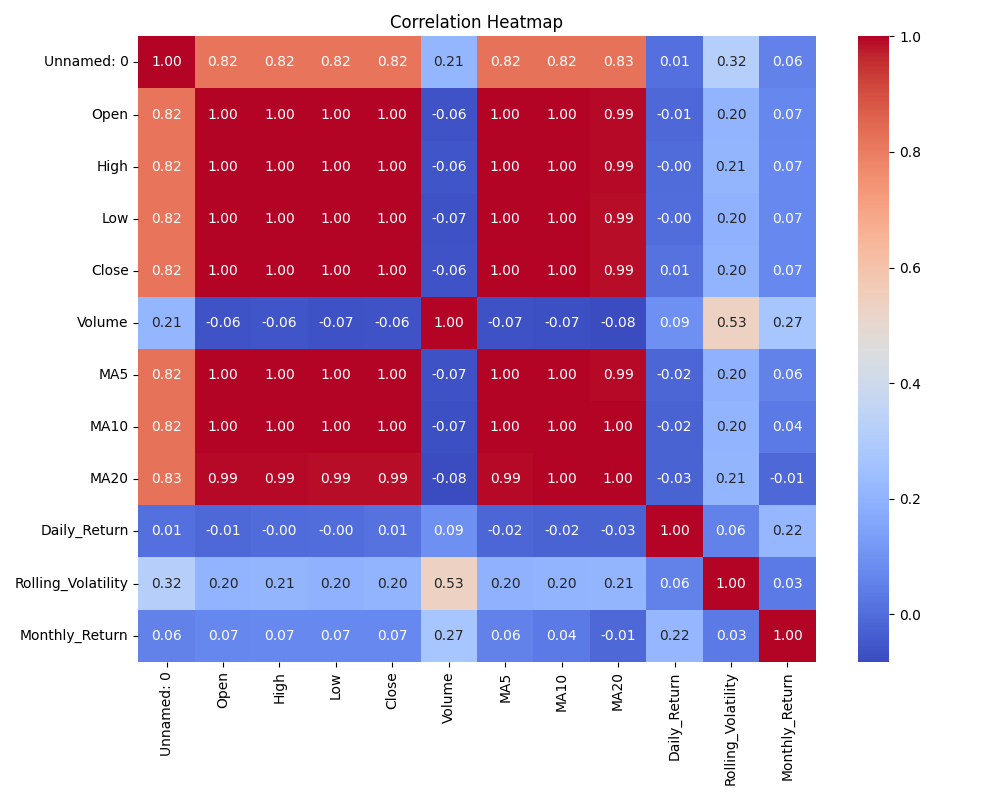 Correlation Heatmap
Unnamed: 0 1.00 0.82 0.82 0.82 0.82 0.21 0.82 0.82 0.83 0.01 0.32 0.06
Open 0.82 1.00 1.00 1.00 1.00 -0.06 1.00 1.00 0.99 -0.01 0.20 0.07
High 0.82 1.00 1.00 1.00 1.00 -0.06 1.00 1.00 0.99 -0.00 0.21 0.07
Low 0.82 1.00 1.00 1.00 1.00 -0.07 1.00 1.00 0.99 -0.00 0.20 0.07
Close 0.82 1.00 1.00 1.00 1.00 -0.06 1.00 1.00 0.99 0.01 0.20 0.07
Volume 0.21 -0.06 -0.06 -0.07 -0.06 1.00 -0.07 -0.07 -0.08 0.09 0.53 0.27
MA5 0.82 1.00 1.00 1.00 1.00 -0.07 1.00 1.00 0.99 -0.02 0.20 0.06
MA10 0.82 1.00 1.00 1.00 1.00 -0.07 1.00 1.00 1.00 -0.02 0.20 0.04
MA20 0.83 0.99 0.99 0.99 0.99 -0.08 0.99 1.00 1.00 -0.03 0.21 -0.01
Daily_Return 0.01 -0.01 -0.00 -0.00 0.01 0.09 -0.02 -0.02 -0.03 1.00 0.06 0.22
Rolling_Volatility 0.32 0.20 0.21 0.20 0.20 0.53 0.20 0.20 0.21 0.06 1.00 0.03
Monthly_Return 0.06 0.07 0.07 0.07 0.07 0.27 0.06 0.04 -0.01 0.22 0.03 1.00
Unnamed: 0 Open High Low Close Volume MA5 MA10 MA20 Daily_Return Rolling_Volatility Monthly_Return
1.0
0.8
0.6
0.4
0.2
0.0